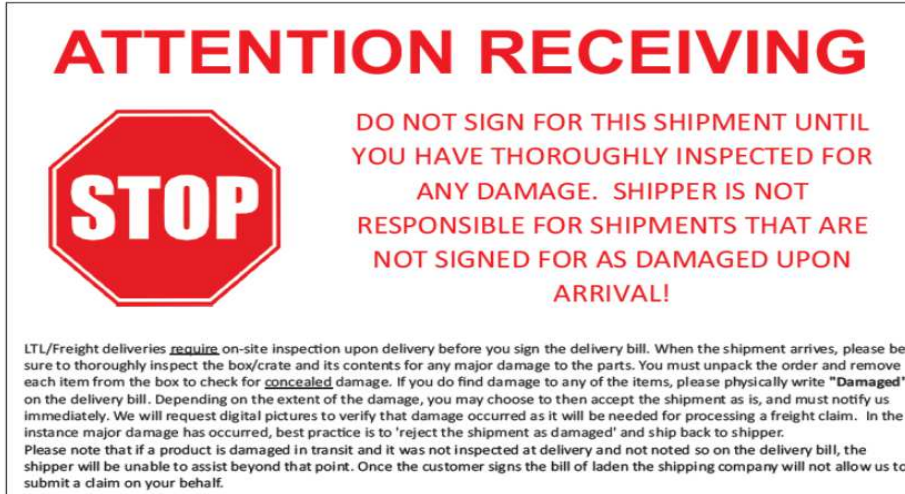 ATTENTION RECEIVING
STOP
DO NOT SIGN FOR THIS SHIPMENT UNTIL
YOU HAVE THOROUGHLY INSPECTED FOR
ANY DAMAGE. SHIPPER IS NOT
RESPONSIBLE FOR SHIPMENTS THAT ARE
NOT SIGNED FOR AS DAMAGED UPON
ARRIVAL!
LTL/Freight deliveries require on-site inspection upon delivery before you sign the delivery bill. When the shipment arrives, please be
sure to thoroughly inspect the box/crate and its contents for any major damage to the parts. You must unpack the order and remove
each item from the box to check for concealed damage. If you do find damage to any of the items, please physically write "Damaged"
on the delivery bill. Depending on the extent of the damage, you may choose to then accept the shipment as is, and must notify us
immediately. We will request digital pictures to verify that damage occurred as it will be needed for processing a freight claim. In the
instance major damage has occurred, best practice is to 'reject the shipment as damaged' and ship back to shipper.
Please note that if a product is damaged in transit and it was not inspected at delivery and not noted so on the delivery bill, the
shipper will be unable to assist beyond that point. Once the customer signs the bill of laden the shipping company will not allow us to
submit a claim on your behalf.